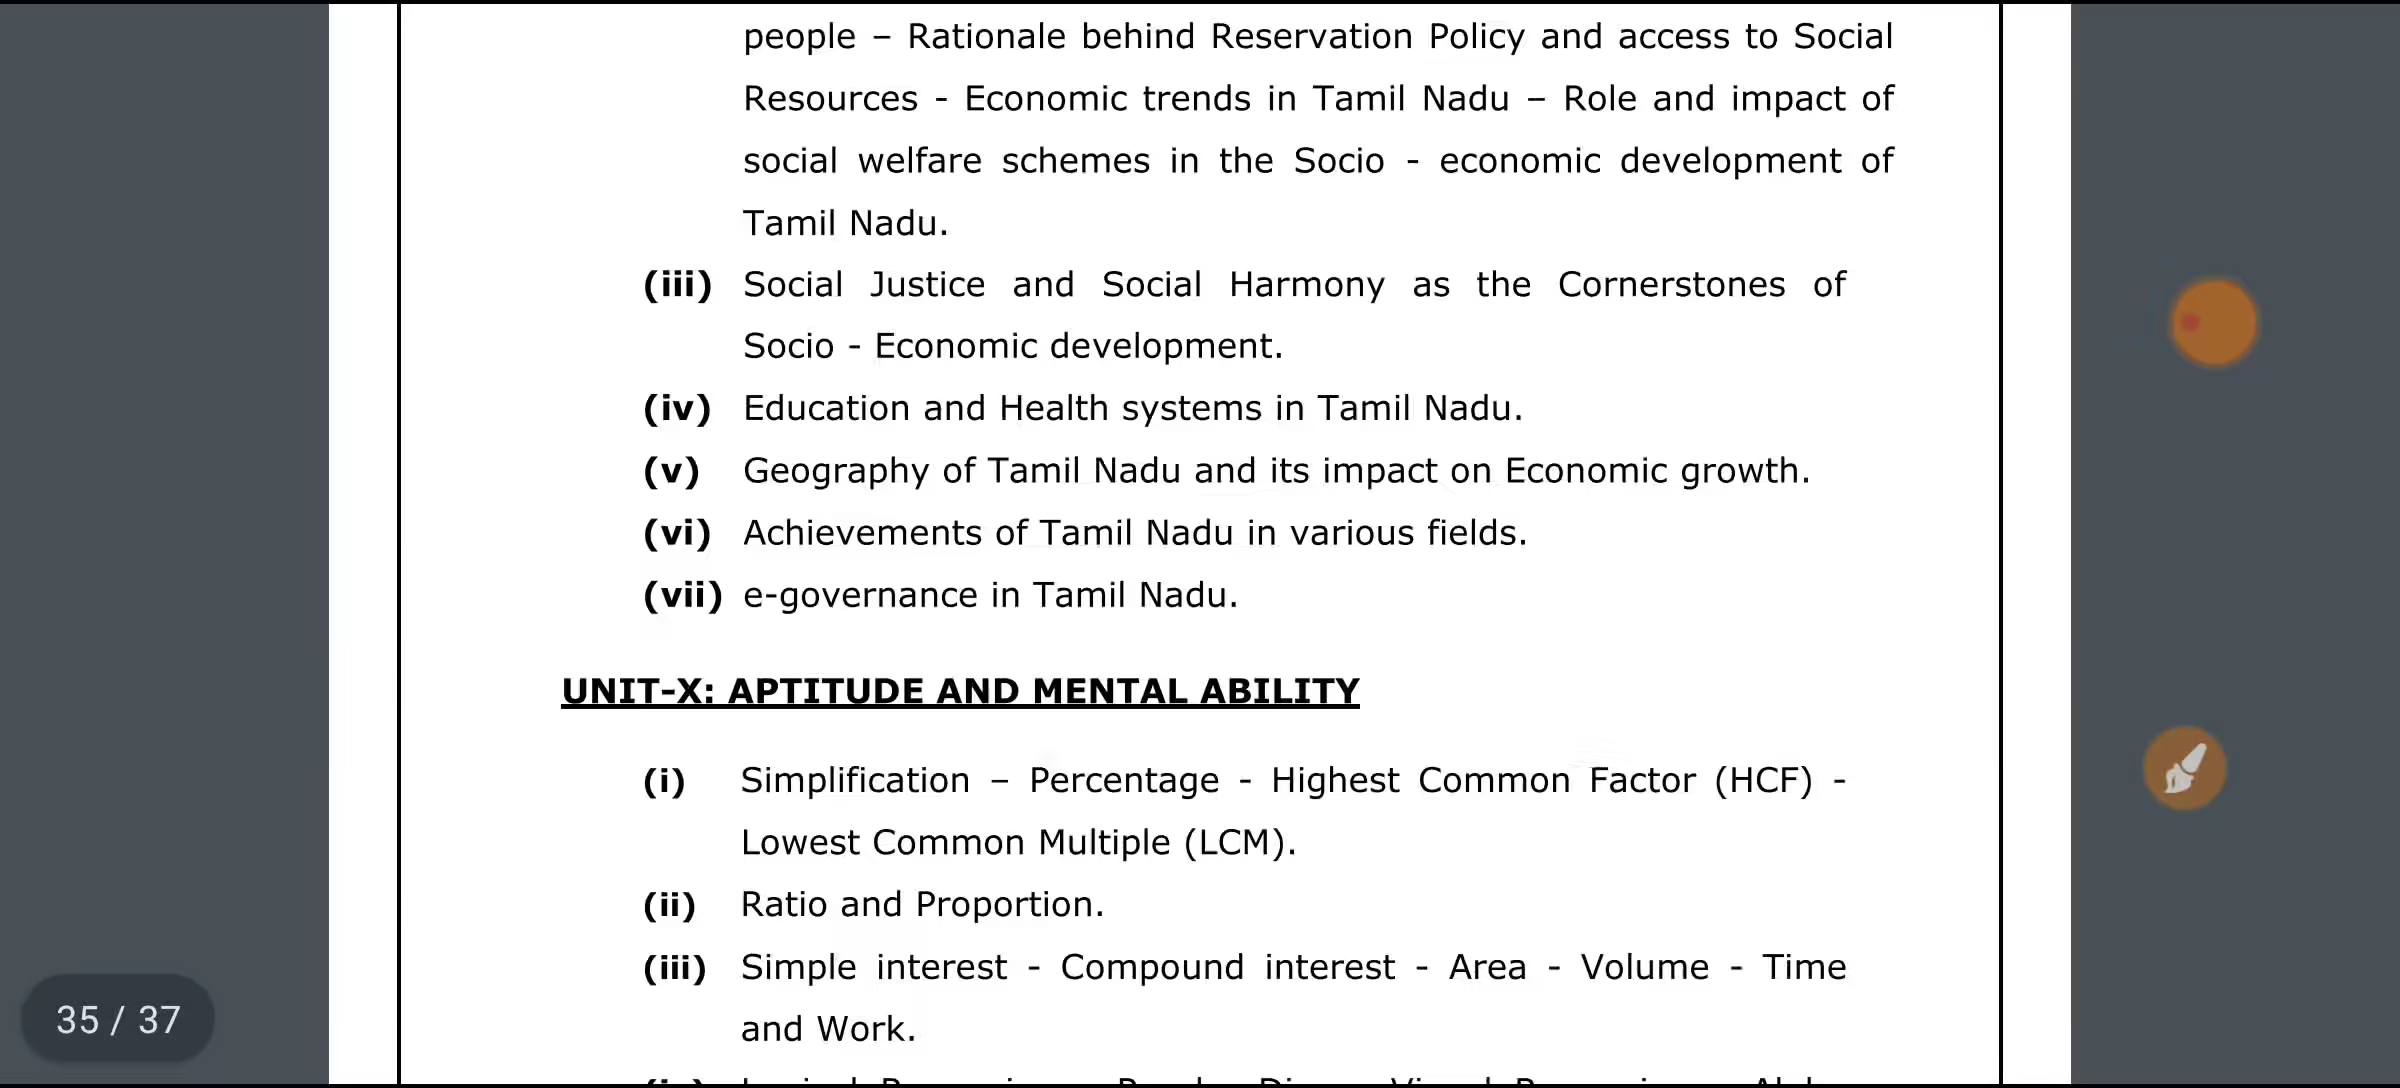 people – Rationale behind Reservation Policy and access to Social
Resources - Economic trends in Tamil Nadu – Role and impact of
social welfare schemes in the Socio - economic development of
Tamil Nadu.
(iii) Social Justice and Social Harmony as the Cornerstones of
Socio - Economic development.
(iv) Education and Health systems in Tamil Nadu.
(v) Geography of Tamil Nadu and its impact on Economic growth.
(vi) Achievements of Tamil Nadu in various fields.
(vii) e-governance in Tamil Nadu.
UNIT-X: APTITUDE AND MENTAL ABILITY
(i) Simplification – Percentage - Highest Common Factor (HCF) -
Lowest Common Multiple (LCM).
(ii) Ratio and Proportion.
(iii) Simple interest - Compound interest - Area - Volume - Time
and Work.
35 / 37